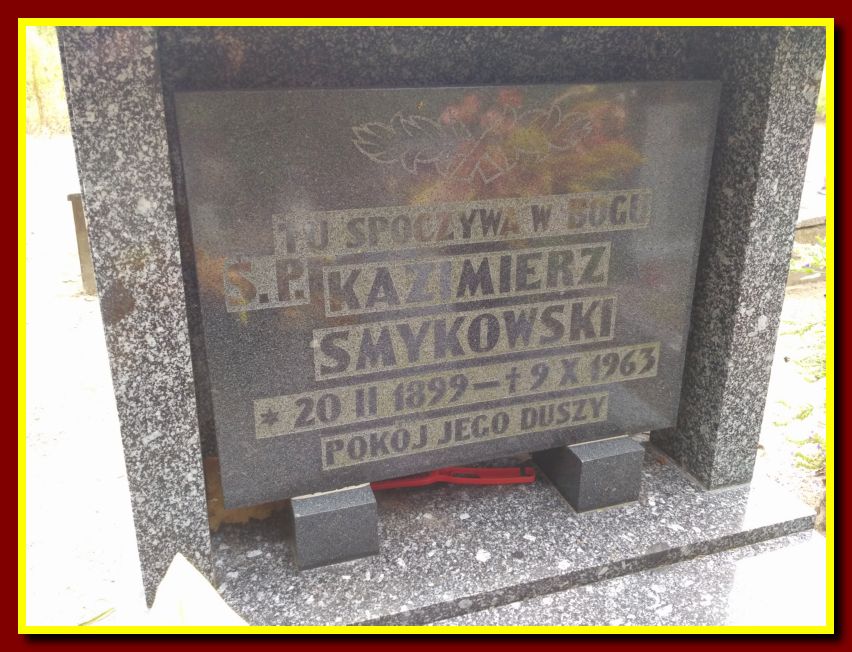 TU SPOCZYWA W BOGU
Ś.P. KAZIMIERZ
SMYKOWSKI
* 20 II 1899 — † 9 X 1963
POKÓJ JEGO DUSZY